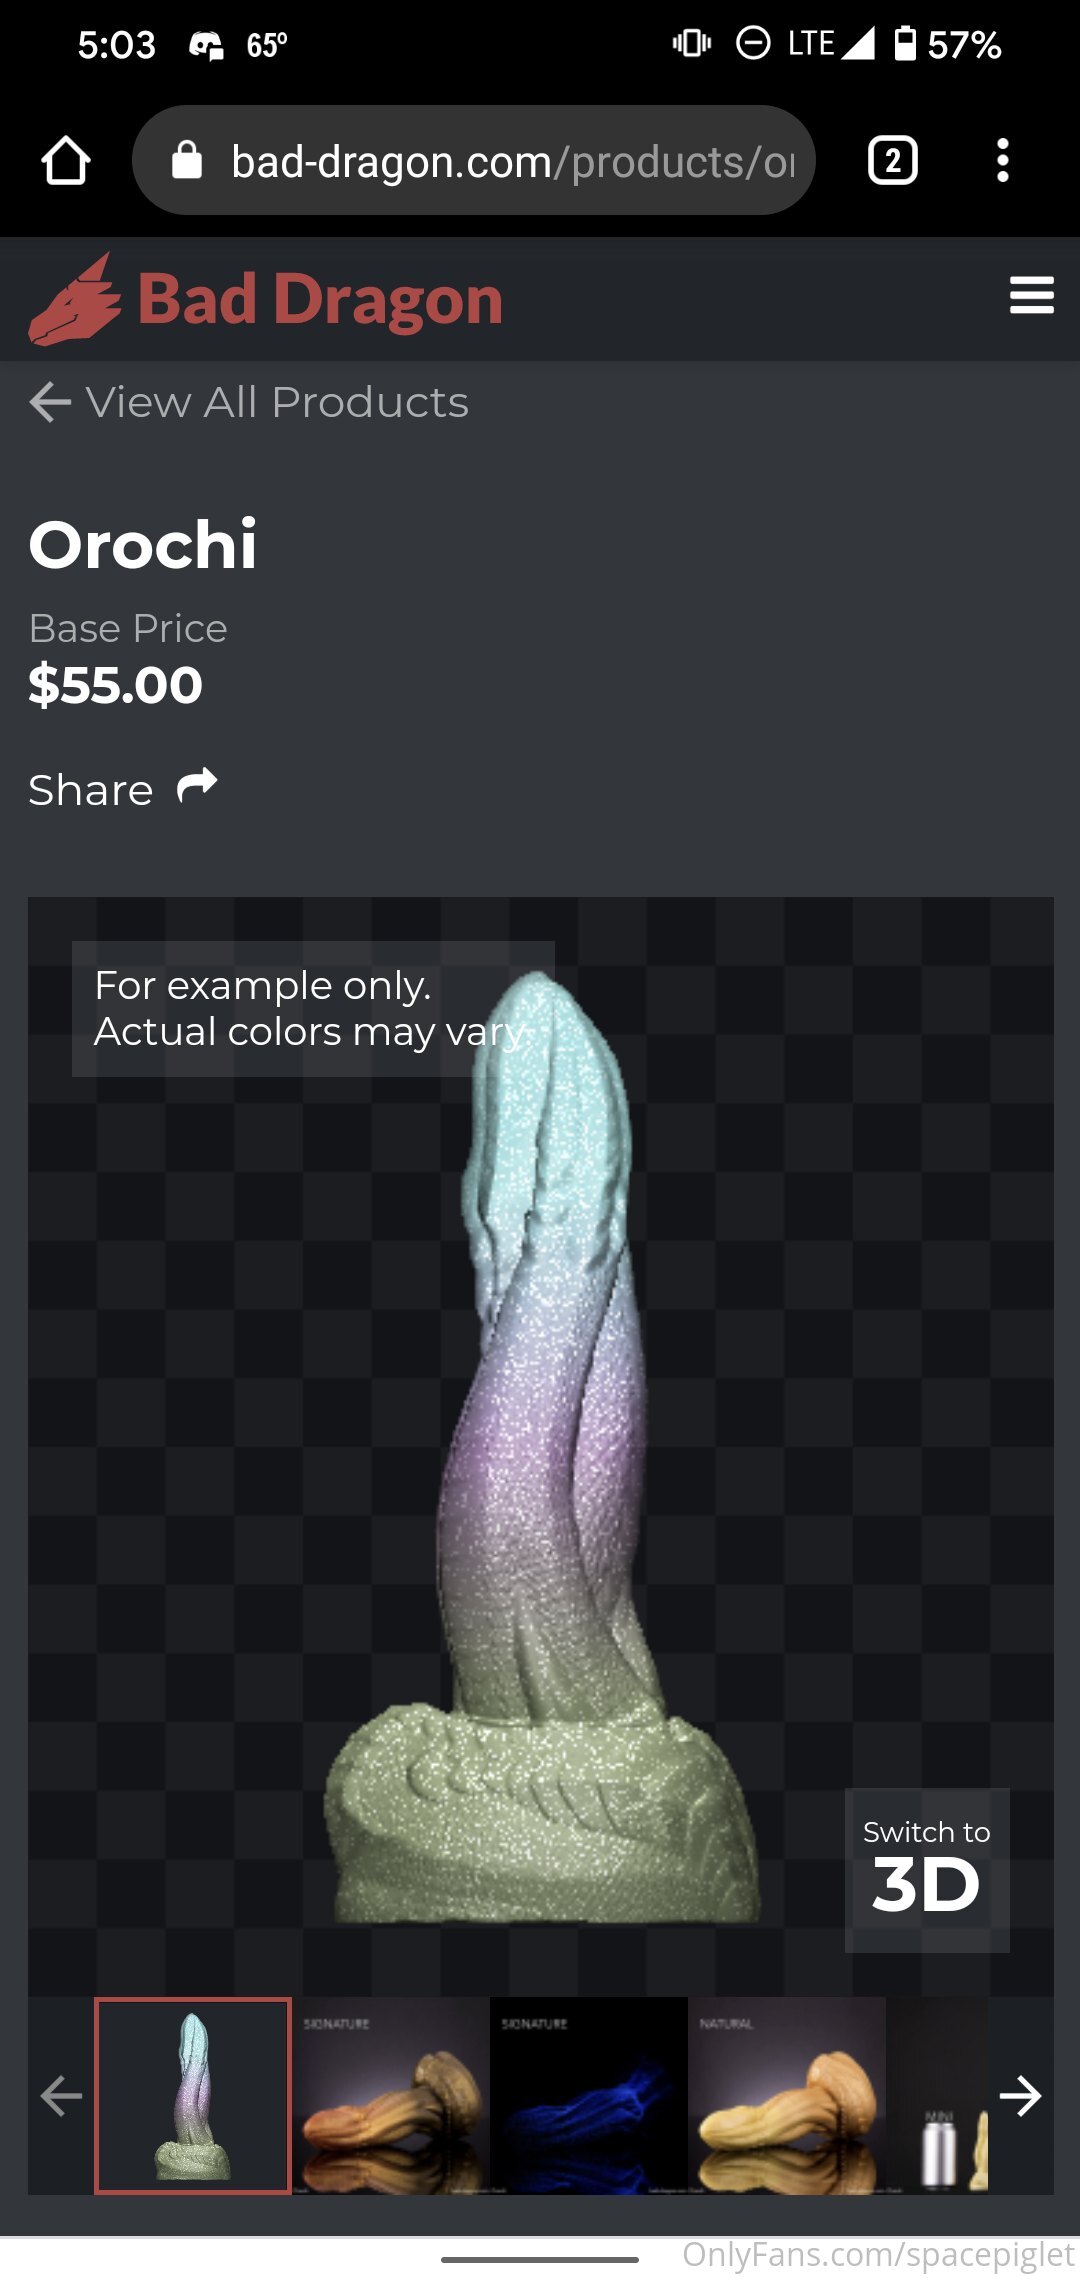 5:03 65° LTE 57%
bad-dragon.com/products/or
2
Bad Dragon
View All Products
Orochi
Base Price
$55.00
Share
For example only.
Actual colors may vary.
Switch to
3D
SIGNATURE
SIGNATURE
NATURAL
MINI
OnlyFans.com/spacepiglet